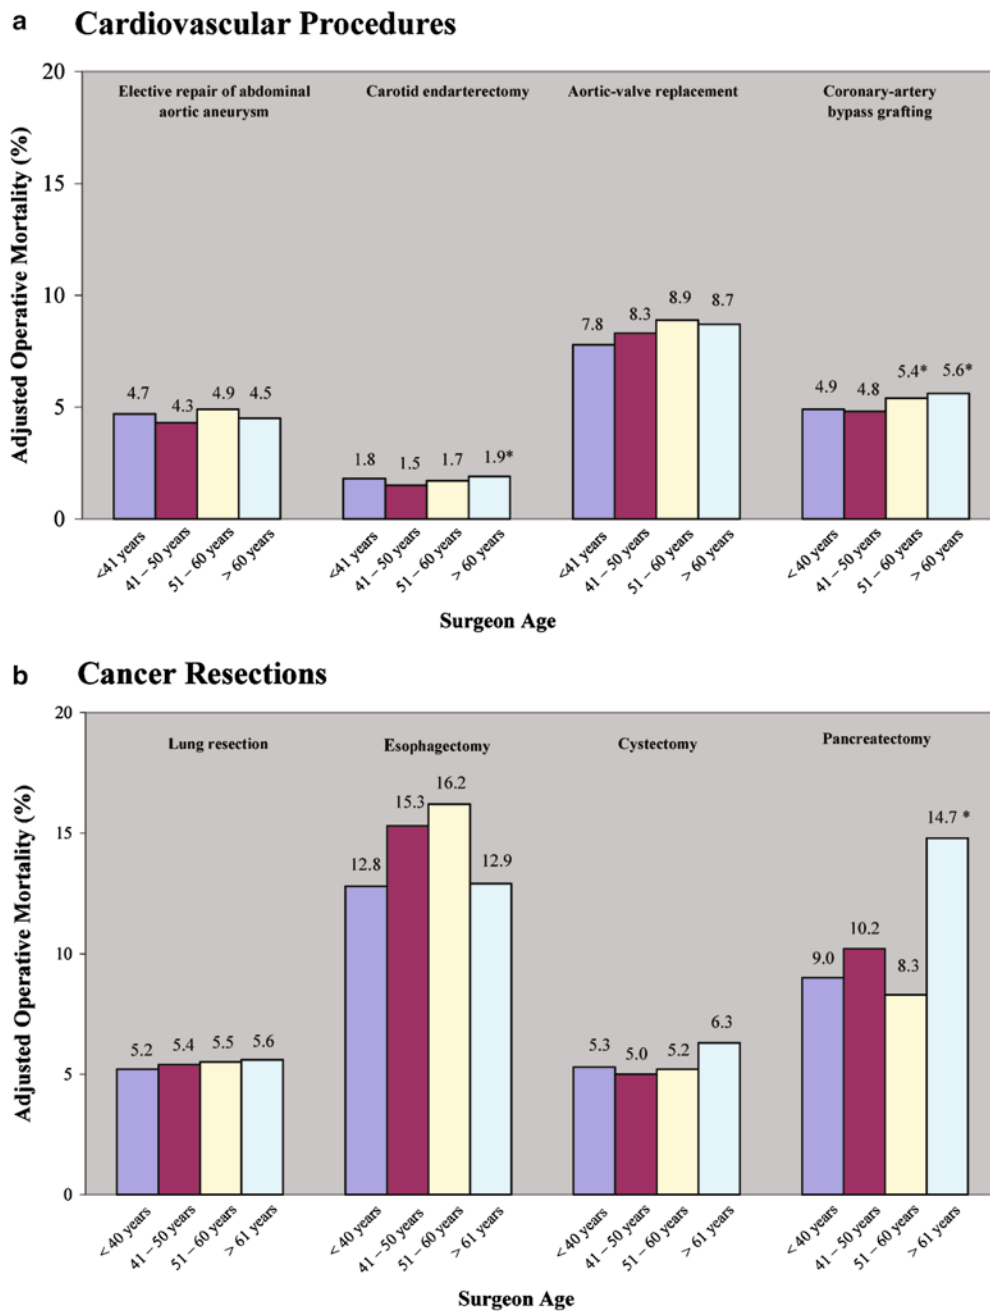 a Cardiovascular Procedures
Adjusted Operative Mortality (%)
20
15
10
5
0
Elective repair of abdominal
aortic aneurysm
Carotid endarterectomy
Aortic-valve replacement
Coronary-artery
bypass grafting
4.7
4.3
4.9
4.5
1.8
1.5
1.7
1.9*
7.8
8.3
8.9
8.7
4.9
4.8
5.4*
5.6*
<41 years
41 – 50 years
51 – 60 years
> 60 years
<41 years
41 – 50 years
51 – 60 years
> 60 years
<41 years
41 – 50 years
51 – 60 years
> 60 years
< 40 years
41 – 50 years
51 – 60 years
> 60 years
Surgeon Age
b Cancer Resections
Adjusted Operative Mortality (%)
20
15
10
5
0
Lung resection
Esophagectomy
Cystectomy
Pancreatectomy
5.2
5.4
5.5
5.6
12.8
15.3
16.2
12.9
5.3
5.0
5.2
6.3
9.0
10.2
8.3
14.7 *
< 40 years
41 – 50 years
51 – 60 years
> 61 years
< 40 years
41 – 50 years
51 – 60 years
> 61 years
< 40 years
41 – 50 years
51 – 60 years
> 61 years
< 40 years
41 – 50 years
51 – 60 years
> 61 years
Surgeon Age